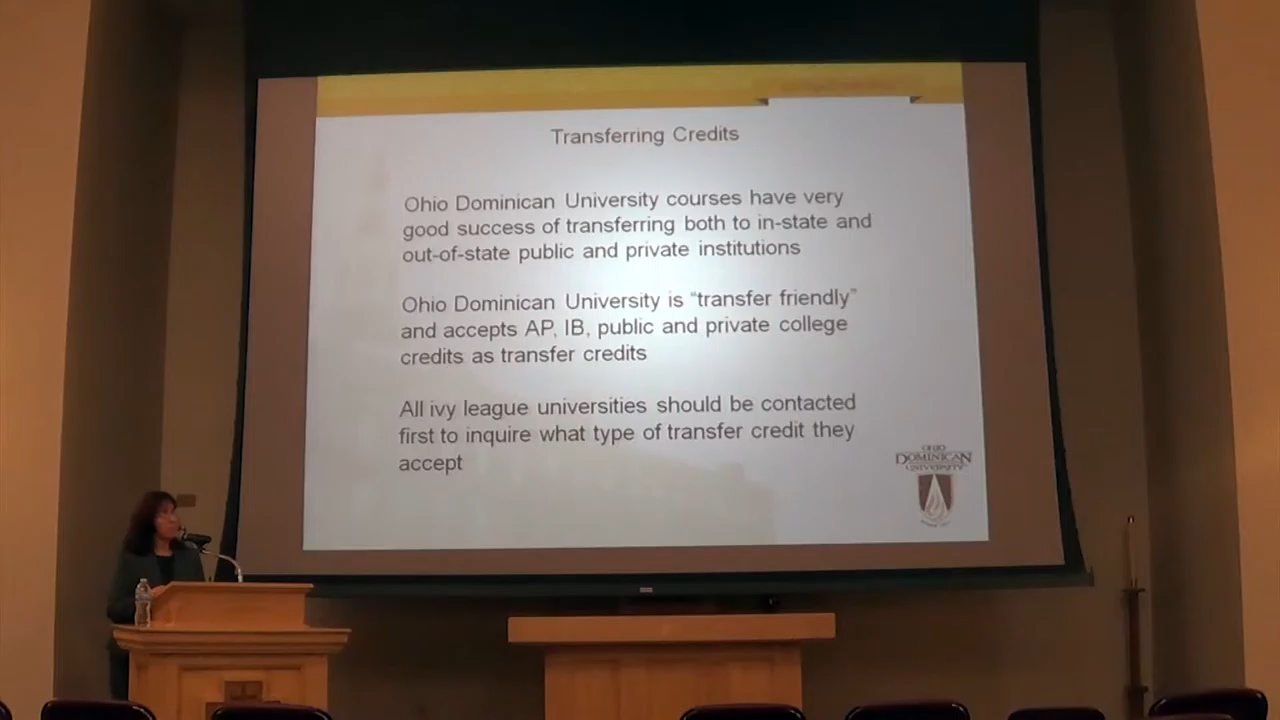 Transferring Credits
Ohio Dominican University courses have very
good success of transferring both to in-state and
out-of-state public and private institutions
Ohio Dominican University is “transfer friendly”
and accepts AP, IB, public and private college
credits as transfer credits
All ivy league universities should be contacted
first to inquire what type of transfer credit they
accept
OHIO
DOMINICAN
UNIVERSITY